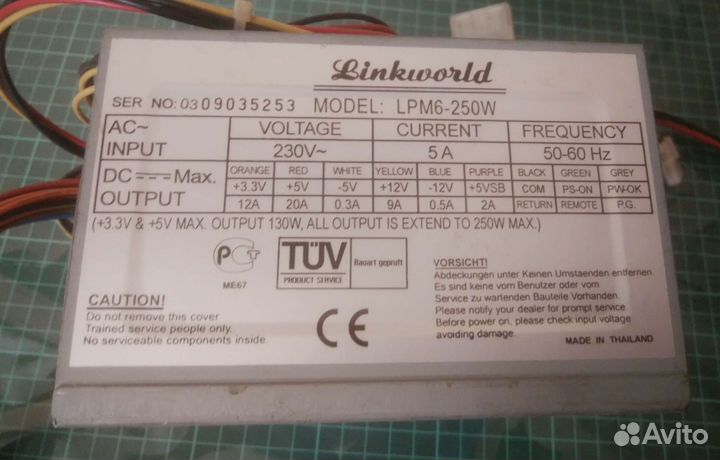 Linkworld
SER NO: 0309035253 MODEL: LPM6-250W
AC~ INPUT VOLTAGE CURRENT FREQUENCY
230V~ 5A 50-60 Hz
DC Max. OUTPUT ORANGE RED WHITE YELLOW BLUE PURPLE BLACK GREEN GREY
+3.3V +5V -5V +12V -12V +5VSB COM PS-ON PW-OK
12A 20A 0.3A 9A 0.5A 2A RETURN REMOTE P.G.
(+3.3V & +5V MAX. OUTPUT 130W, ALL OUTPUT IS EXTEND TO 250W MAX.)
РСТ
ME67
TÜV
PRODUCT SERVICE
Bauart geprueft
CE
CAUTION!
Do not remove this cover
Trained service people only.
No serviceable components inside.
VORSICHT!
Abdeckungen unter Keinen Umstaenden entfernen.
Es sind keine vom Benutzer oder vom
Service zu wartenden Bauteile Vorhanden.
Please notify your dealer for prompt service.
Before power on, please check input voltage
avoiding damage.
MADE IN THAILAND
Avito